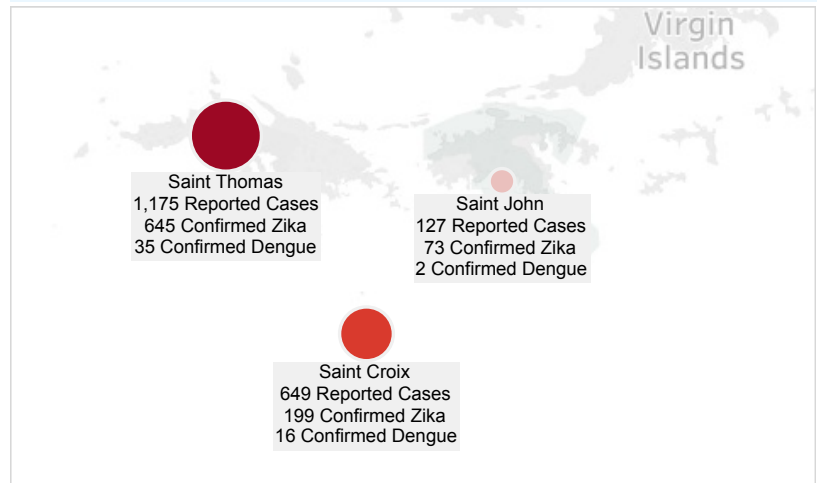 Virgin
Islands
Saint Thomas
1,175 Reported Cases
645 Confirmed Zika
35 Confirmed Dengue
Saint John
127 Reported Cases
73 Confirmed Zika
2 Confirmed Dengue
Saint Croix
649 Reported Cases
199 Confirmed Zika
16 Confirmed Dengue